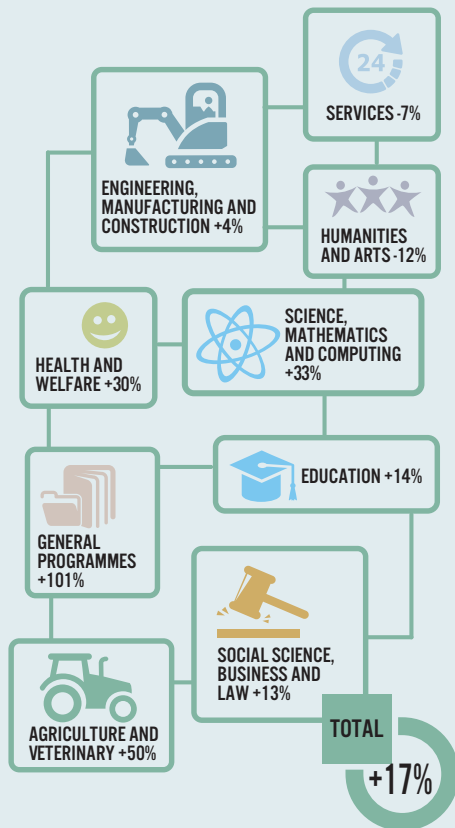 24
SERVICES -7%
ENGINEERING,
MANUFACTURING AND
CONSTRUCTION +4%
HUMANITIES
AND ARTS -12%
SCIENCE,
MATHEMATICS
AND COMPUTING
+33%
HEALTH AND
WELFARE +30%
EDUCATION +14%
GENERAL
PROGRAMMES
+101%
SOCIAL SCIENCE,
BUSINESS AND
LAW +13%
AGRICULTURE AND
VETERINARY +50%
TOTAL
+17%